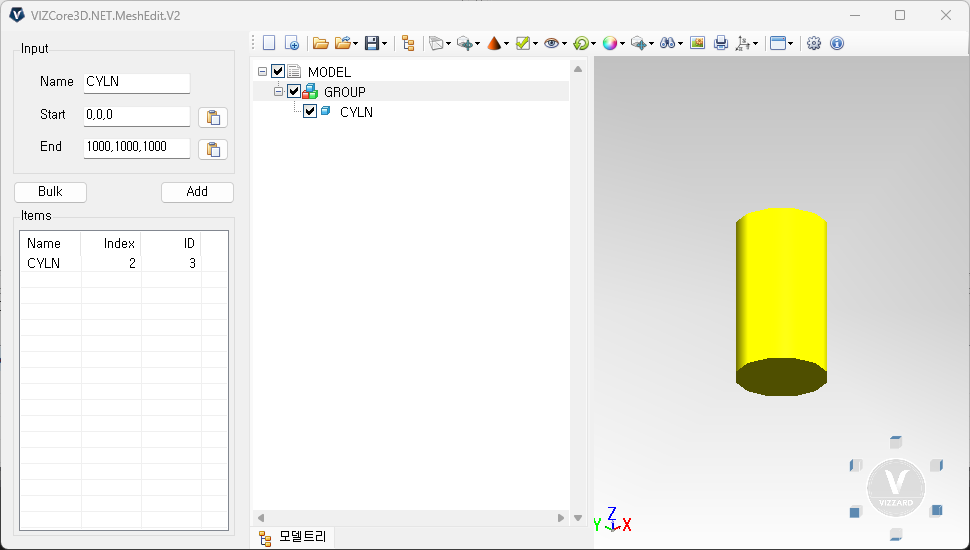 VIZCore3D.NET.MeshEdit.V2
Input
Name CYLN
Start 0,0,0
End 1000,1000,1000
Bulk Add
Items
Name Index ID
CYLN 2 3
MODEL
GROUP
CYLN
모델트리
Z
Y X
V
VIZZARD